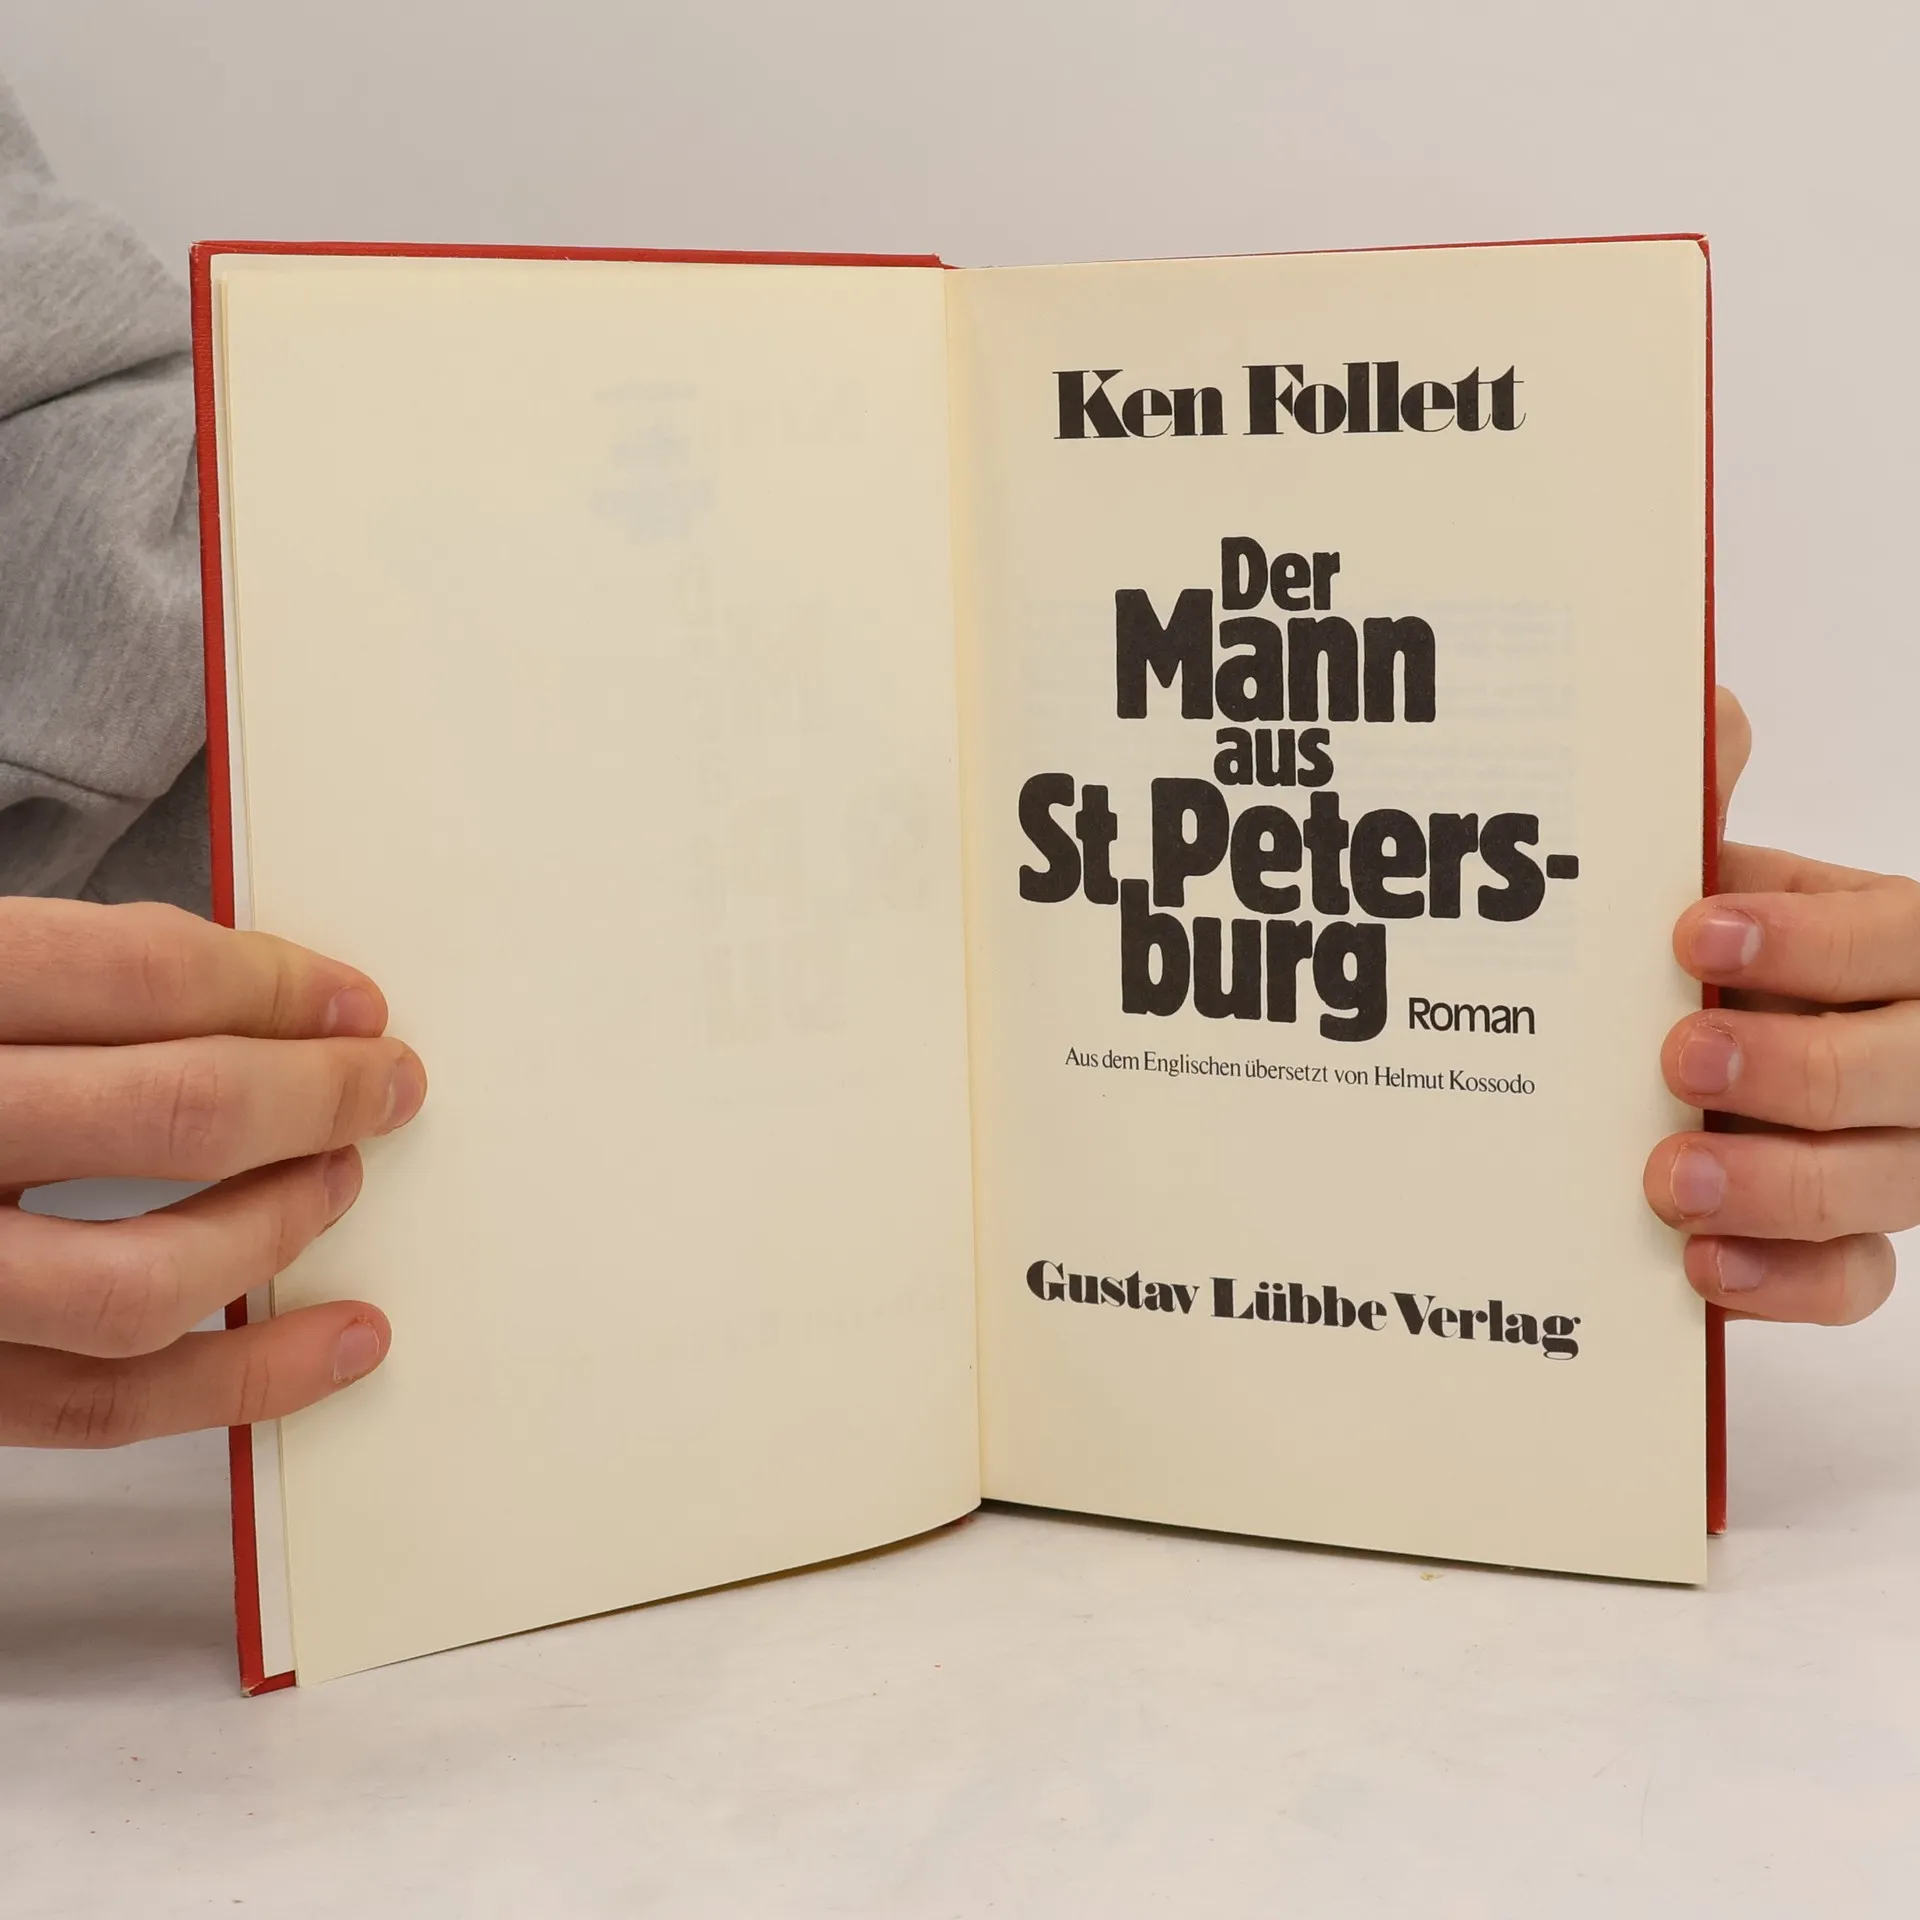 Ken Follett
Der
Mann
aus
St. Peters-
burg Roman
Aus dem Englischen übersetzt von Helmut Kossodo
Gustav Lübbe Verlag